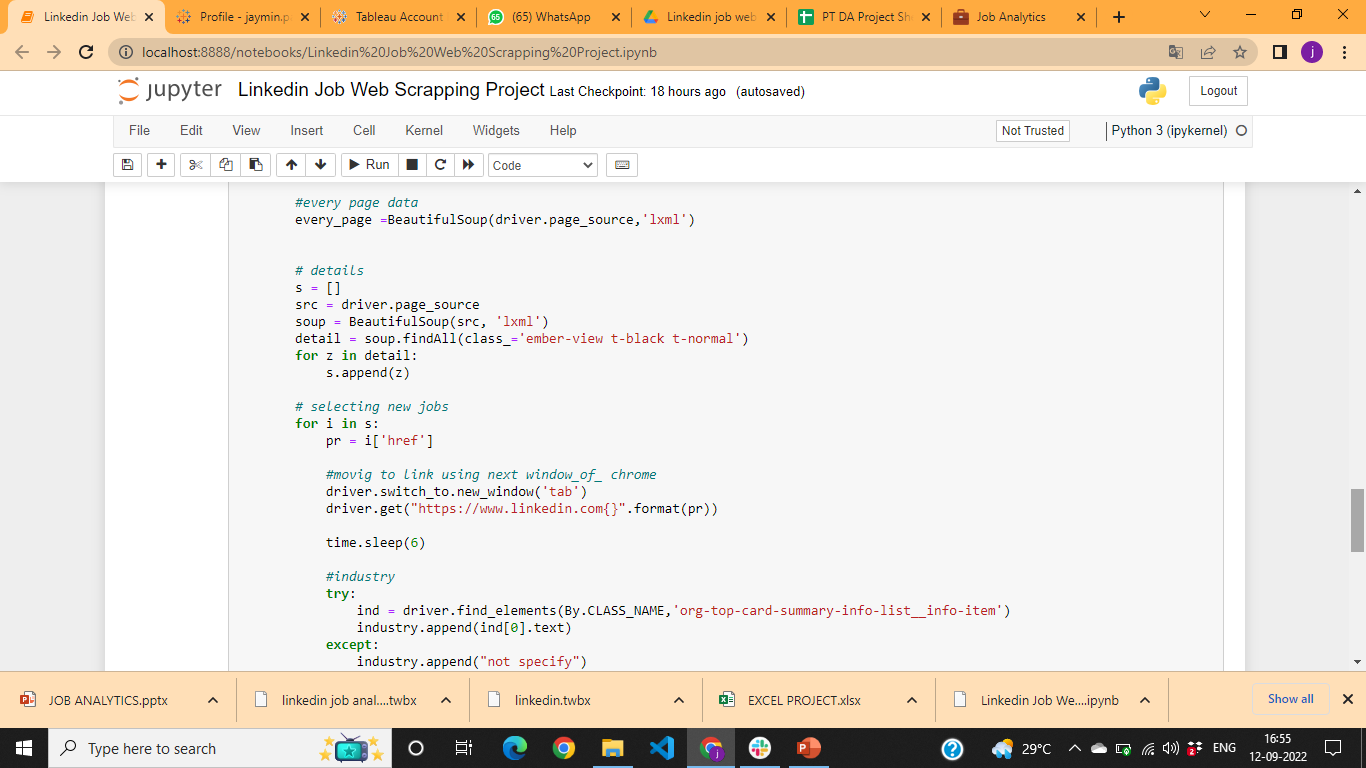 Linkedin Job Web
Profile - jaymin.p
Tableau Account
(65) WhatsApp
Linkedin job web
PT DA Project Sh
Job Analytics
localhost:8888/notebooks/Linkedin%20Job%20Web%20Scrapping%20Project.ipynb
j
jupyter Linkedin Job Web Scrapping Project Last Checkpoint: 18 hours ago (autosaved)
Logout
File Edit View Insert Cell Kernel Widgets Help
Not Trusted
Python 3 (ipykernel)
Run
Code
#every page data
every_page =BeautifulSoup(driver.page_source,'lxml')
# details
s = []
src = driver.page_source
soup = BeautifulSoup(src, 'lxml')
detail = soup.findAll(class_='ember-view t-black t-normal')
for z in detail:
s.append(z)
# selecting new jobs
for i in s:
pr = i['href']
#movig to link using next window_of_ chrome
driver.switch_to.new_window('tab')
driver.get("https://www.linkedin.com{}".format(pr))
time.sleep(6)
#industry
try:
ind = driver.find_elements(By.CLASS_NAME,'org-top-card-summary-info-list__info-item')
industry.append(ind[0].text)
except:
industry.append("not specify")
JOB ANALYTICS.pptx
linkedin job anal....twbx
linkedin.twbx
EXCEL PROJECT.xlsx
Linkedin Job We....ipynb
Show all
Type here to search
29°C
ENG
16:55
12-09-2022